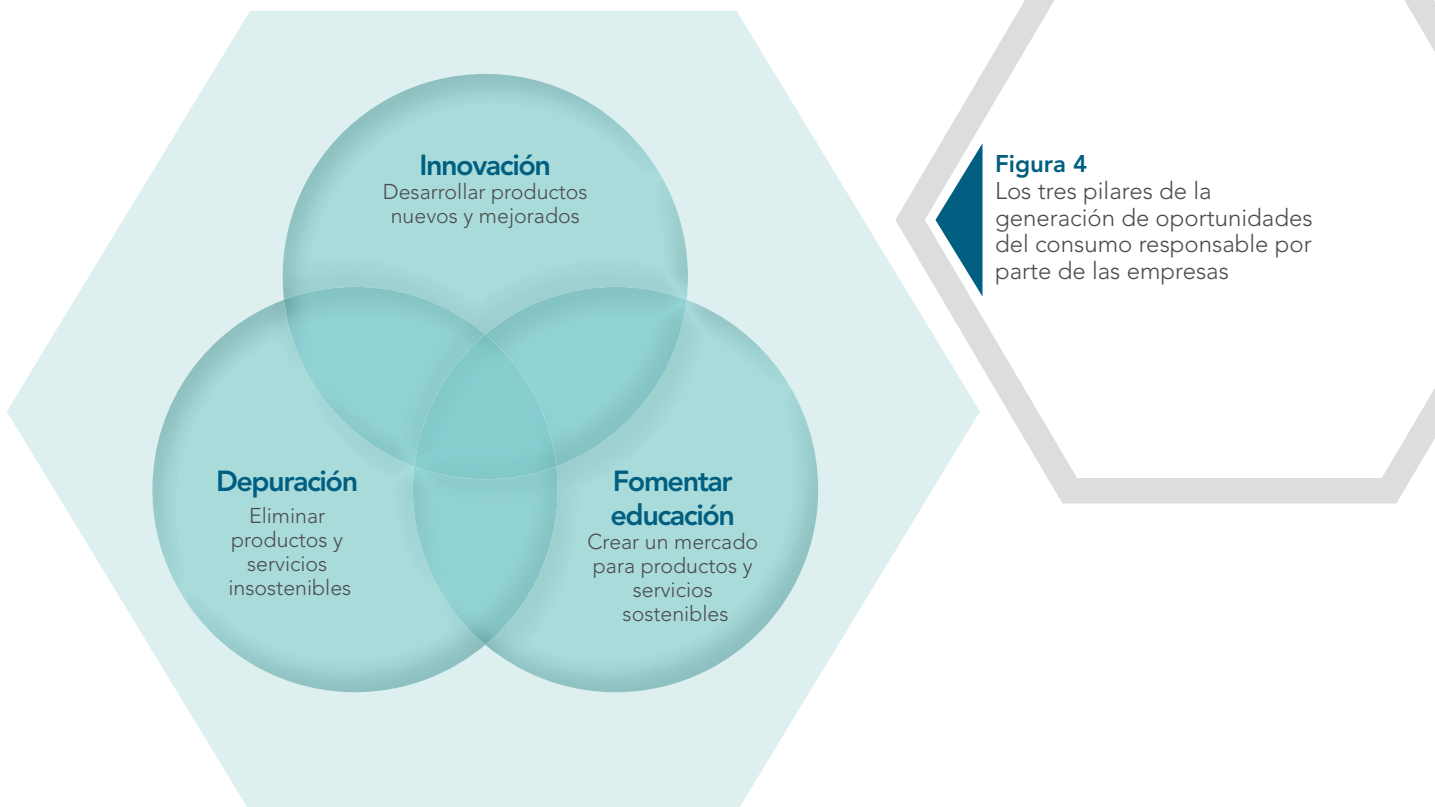 Innovación
Desarrollar productos
nuevos y mejorados
Depuración
Eliminar
productos y
servicios
insostenibles
Fomentar
educación
Crear un mercado
para productos y
servicios
sostenibles
Figura 4
Los tres pilares de la
generación de oportunidades
del consumo responsable por
parte de las empresas